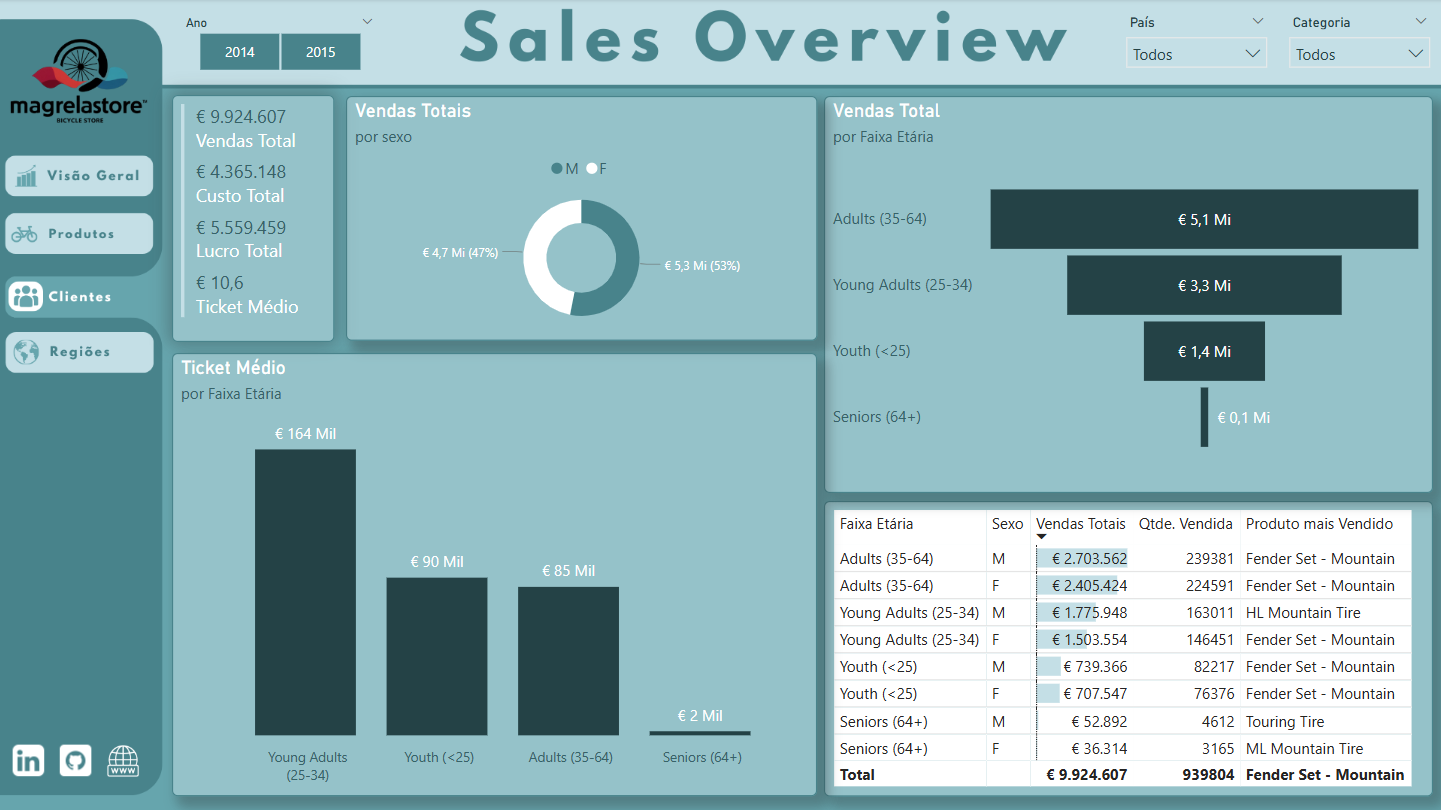 magrelastore™
BICYCLE STORE
Visão Geral
Produtos
Clientes
Regiões
WWW
in
Ano
2014
2015
Sales Overview
País
Todos
Categoria
Todos
€ 9.924.607
Vendas Total
€ 4.365.148
Custo Total
€ 5.559.459
Lucro Total
€ 10,6
Ticket Médio
Vendas Totais
por sexo
M F
€ 4,7 Mi (47%)
€ 5,3 Mi (53%)
Vendas Total
por Faixa Etária
Adults (35-64) € 5,1 Mi
Young Adults (25-34) € 3,3 Mi
Youth (<25) € 1,4 Mi
Seniors (64+) € 0,1 Mi
Ticket Médio
por Faixa Etária
€ 164 Mil
€ 90 Mil
€ 85 Mil
€ 2 Mil
Young Adults
(25-34)
Youth (<25)
Adults (35-64)
Seniors (64+)
Faixa Etária Sexo Vendas Totais Qtde. Vendida Produto mais Vendido
Adults (35-64) M € 2.703.562 239381 Fender Set - Mountain
Adults (35-64) F € 2.405.424 224591 Fender Set - Mountain
Young Adults (25-34) M € 1.775.948 163011 HL Mountain Tire
Young Adults (25-34) F € 1.503.554 146451 Fender Set - Mountain
Youth (<25) M € 739.366 82217 Fender Set - Mountain
Youth (<25) F € 707.547 76376 Fender Set - Mountain
Seniors (64+) M € 52.892 4612 Touring Tire
Seniors (64+) F € 36.314 3165 ML Mountain Tire
Total € 9.924.607 939804 Fender Set - Mountain